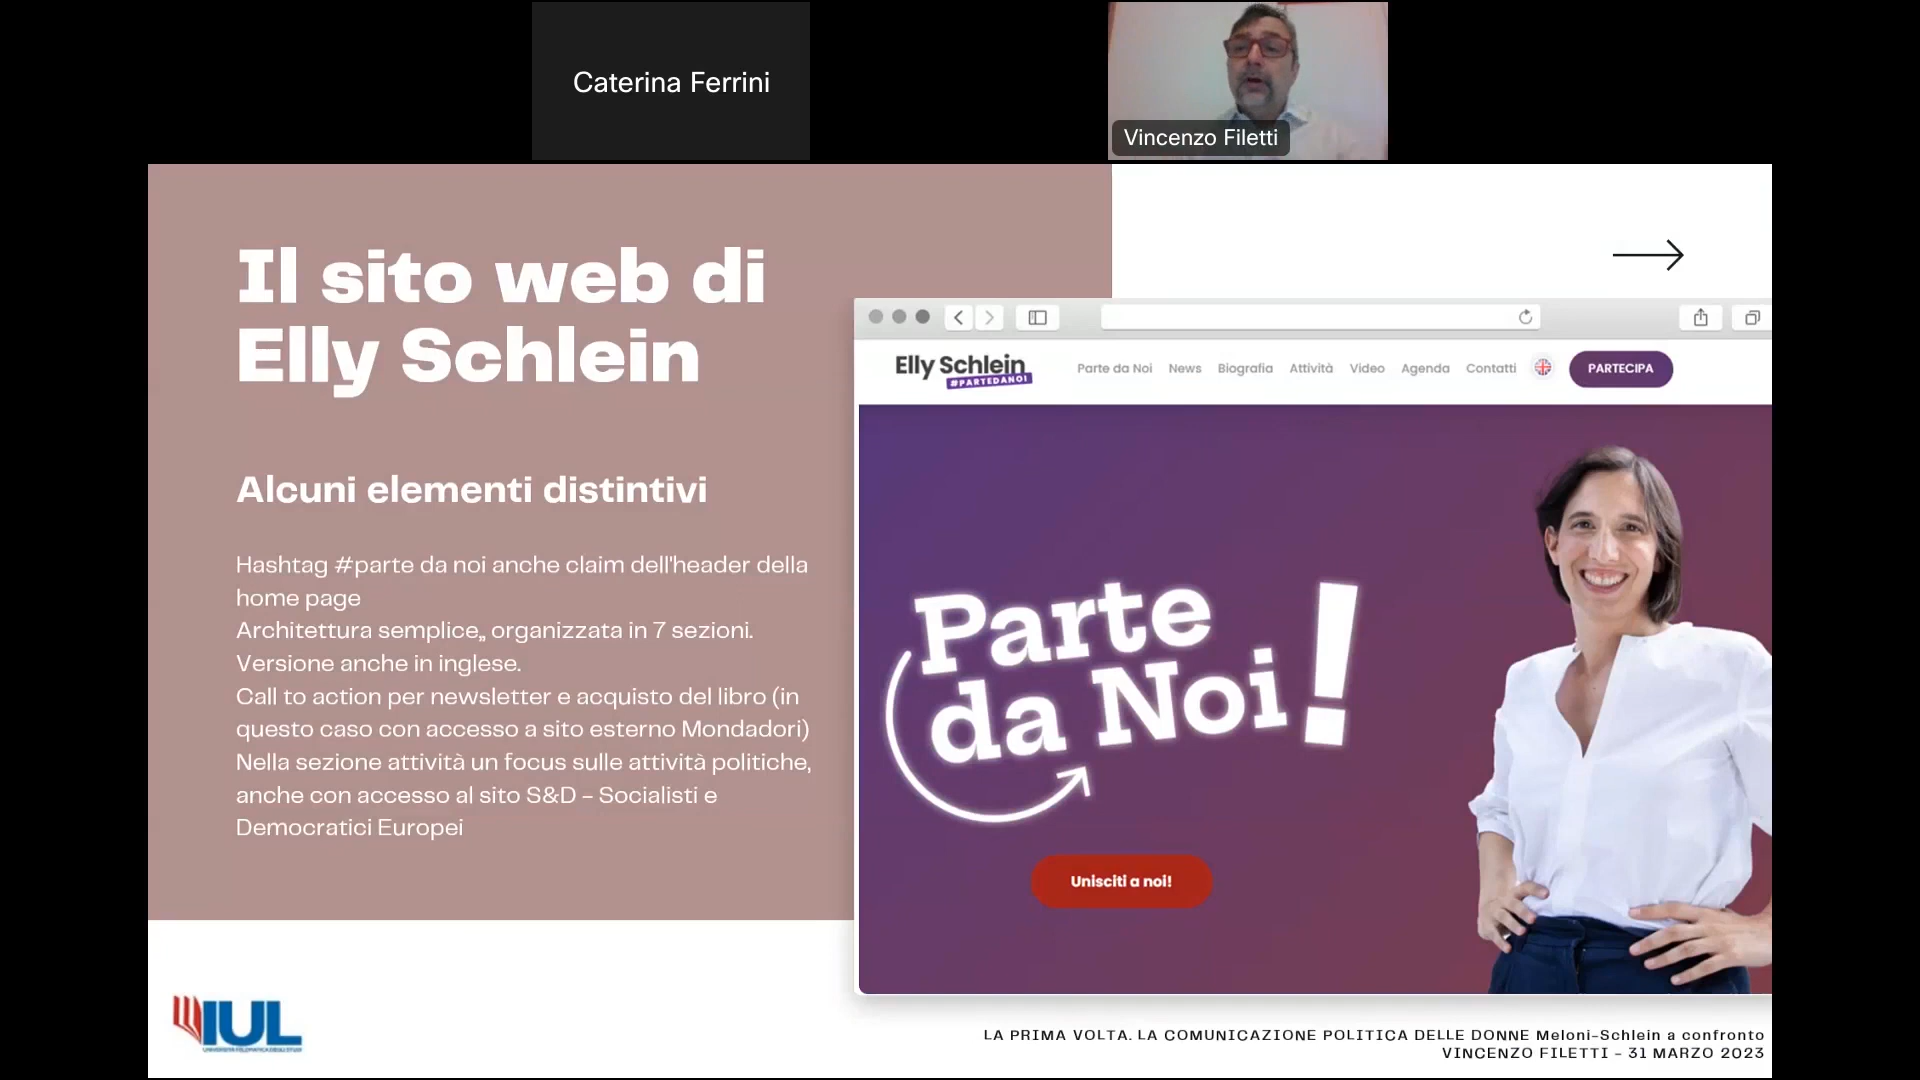 Caterina Ferrini
Vincenzo Filetti
Il sito web di
Elly Schlein
Alcuni elementi distintivi
Hashtag #parte da noi anche claim dell'header della
home page
Architettura semplice,, organizzata in 7 sezioni.
Versione anche in inglese.
Call to action per newsletter e acquisto del libro (in
questo caso con accesso a sito esterno Mondadori)
Nella sezione attività un focus sulle attività politiche,
anche con accesso al sito S&D - Socialisti e
Democratici Europei
Elly Schlein
#PARTEDANOI
Parte da Noi News Biografia Attività Video Agenda Contatti PARTECIPA
Parte
da Noi!
Unisciti a noi!
IUL
UNIVERSITÀ TELEMATICA DEGLI STUDI
LA PRIMA VOLTA. LA COMUNICAZIONE POLITICA DELLE DONNE Meloni-Schlein a confronto
VINCENZO FILETTI - 31 MARZO 2023